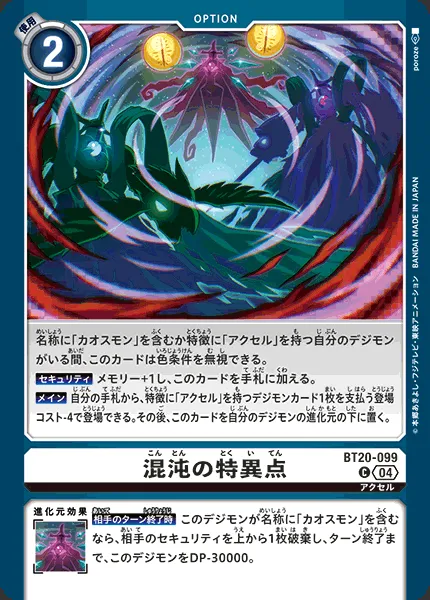 OPTION
使用
2
poroze
名称に「カオスモン」を含むか特徴に「アクセル」を持つ自分のデジモン
がいる間、このカードは色条件を無視できる。
セキュリティ メモリー+1し、このカードを手札に加える。
メイン 自分の手札から、特徴に「アクセル」を持つデジモンカード1枚を支払う登場
コスト-4で登場できる。その後、このカードを自分のデジモンの進化元の下に置く。
©本郷あきよし・フジテレビ・東映アニメーション BANDAI MADE IN JAPAN
こんとん とくいてん
混沌の特異点
BT20-099
C 04
アクセル
進化元効果
相手のターン終了時 このデジモンが名称に「カオスモン」を含む
なら、相手のセキュリティを上から1枚破棄し、ターン終了ま
で、このデジモンをDP-30000。